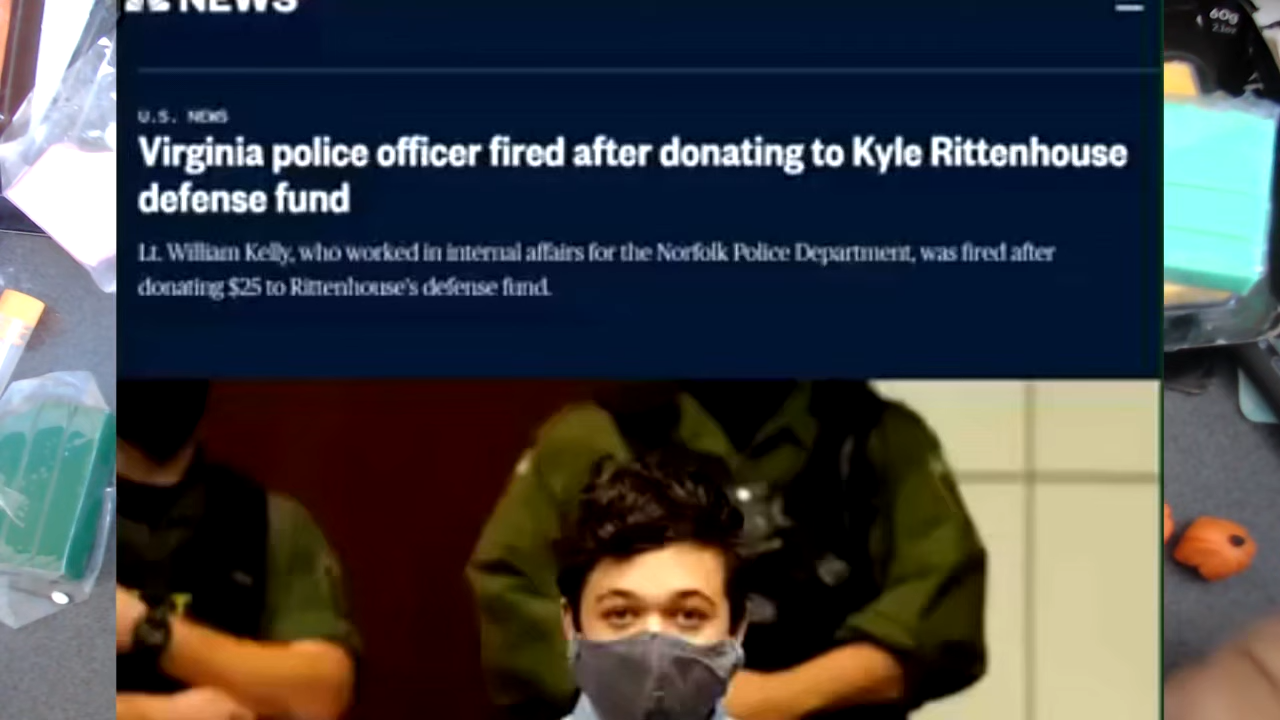 NEWS
60g
U.S. NEWS
Virginia police officer fired after donating to Kyle Rittenhouse
defense fund
Lt. William Kelly, who worked in internal affairs for the Norfolk Police Department, was fired after
donating $25 to Rittenhouse's defense fund.